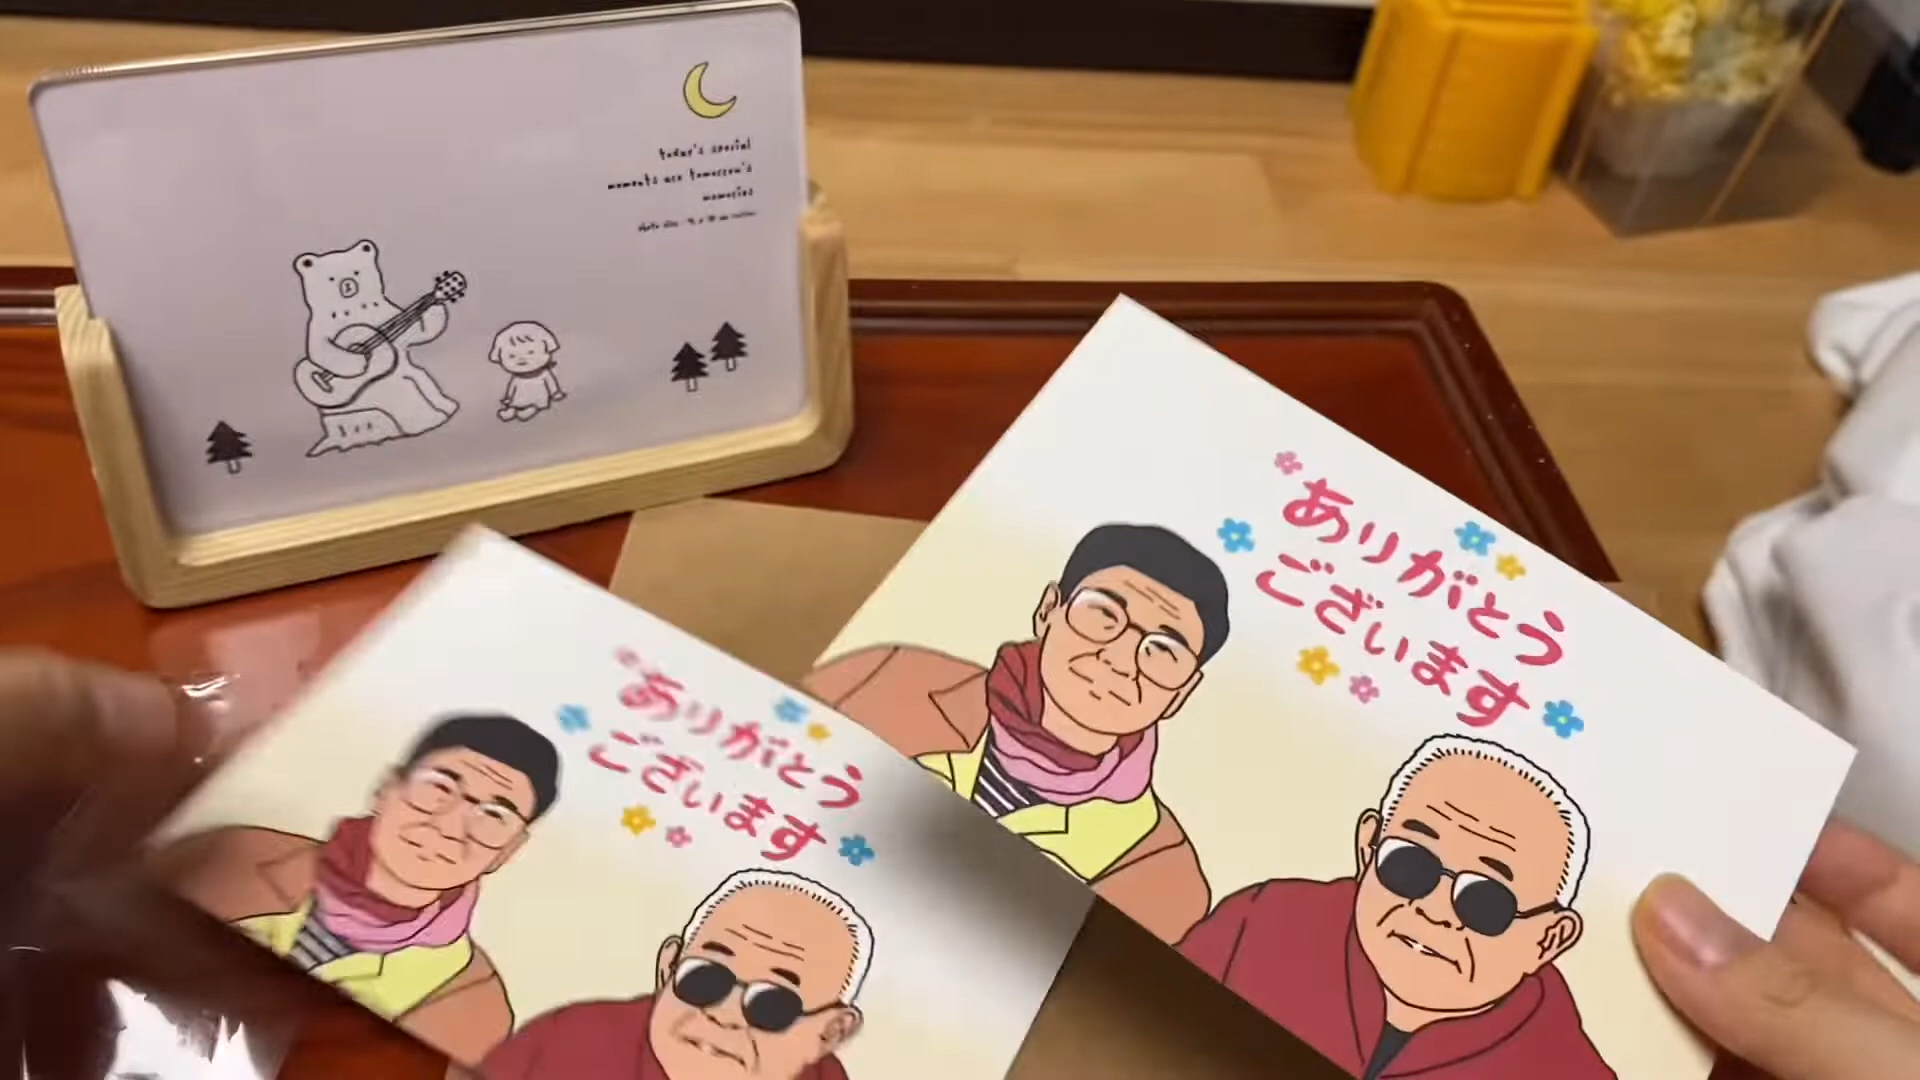 today's special
moments are tomorrow's
memories
ありがとう
ございます
ありがとう
ございます